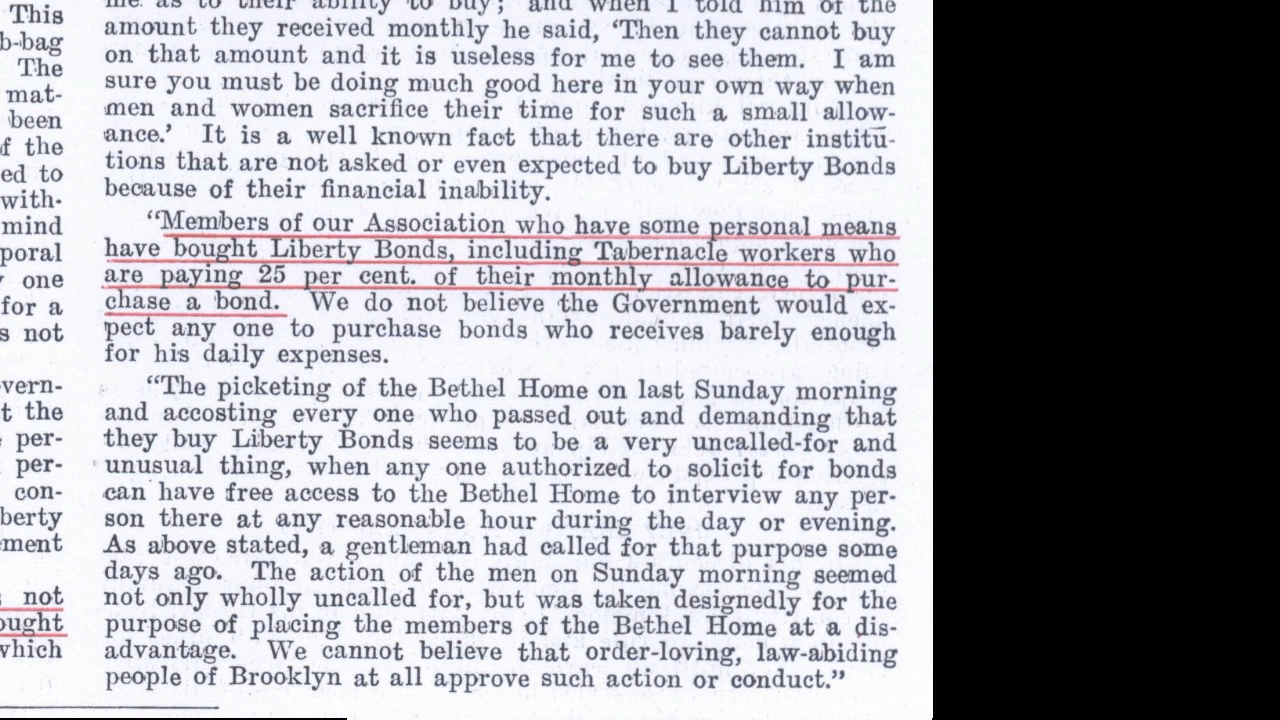 This
b-bag
The
mat-
been
f the
ed to
with-
mind
poral
one
for a
s not
vern-
t the
per-
per-
con-
berty
ment
not
ought
which
me as to their ability to buy; and when I told him of the
amount they received monthly he said, 'Then they cannot buy
on that amount and it is useless for me to see them. I am
sure you must be doing much good here in your own way when
men and women sacrifice their time for such a small allow-
ance.' It is a well known fact that there are other institu-
tions that are not asked or even expected to buy Liberty Bonds
because of their financial inability.
"Members of our Association who have some personal means
have bought Liberty Bonds, including Tabernacle workers who
are paying 25 per cent. of their monthly allowance to pur-
chase a bond. We do not believe the Government would ex-
pect any one to purchase bonds who receives barely enough
for his daily expenses.
"The picketing of the Bethel Home on last Sunday morning
and accosting every one who passed out and demanding that
they buy Liberty Bonds seems to be a very uncalled-for and
unusual thing, when any one authorized to solicit for bonds
can have free access to the Bethel Home to interview any per-
son there at any reasonable hour during the day or evening.
As above stated, a gentleman had called for that purpose some
days ago. The action of the men on Sunday morning seemed
not only wholly uncalled for, but was taken designedly for the
purpose of placing the members of the Bethel Home at a dis-
advantage. We cannot believe that order-loving, law-abiding
people of Brooklyn at all approve such action or conduct."